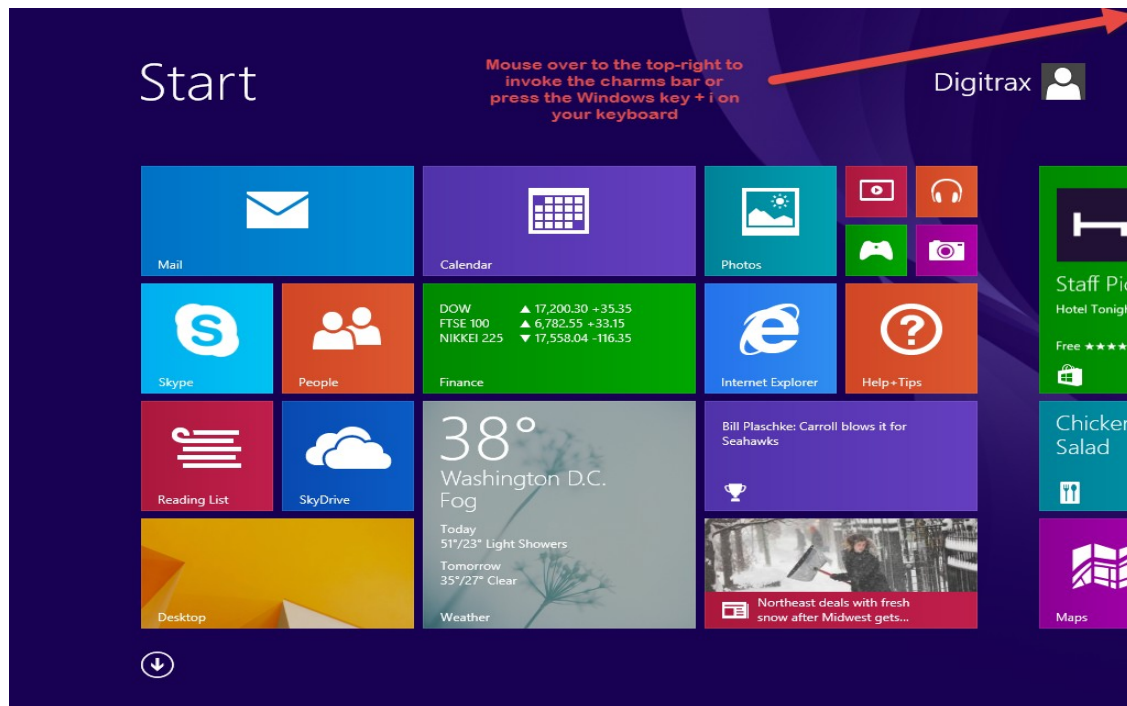 Start
Mouse over to the top-right to
invoke the charms bar or
press the Windows key + i on
your keyboard
Digitrax
Mail
Calendar
Photos
Skype
People
DOW ▲ 17,200.30 +35.35
FTSE 100 ▲ 6,782.55 +33.15
NIKKEI 225 ▼ 17,558.04 -116.35
Finance
Internet Explorer
Help+Tips
Staff
Hotel
Free ★★★★
Reading List
SkyDrive
38°
Washington D.C.
Fog
Today
51°/23° Light Showers
Tomorrow
35°/27° Clear
Weather
Bill Plaschke: Carroll blows it for
Seahawks
Salad
Desktop
Northeast deals with fresh
snow after Midwest gets...
Maps